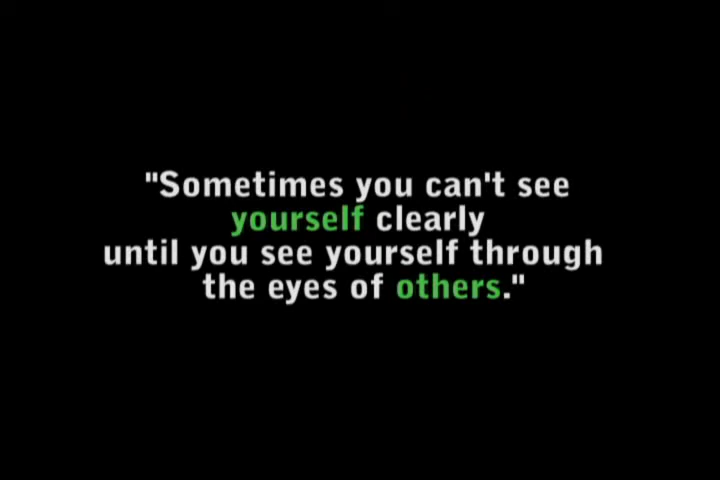 "Sometimes you can't see
yourself clearly
until you see yourself through
the eyes of others."